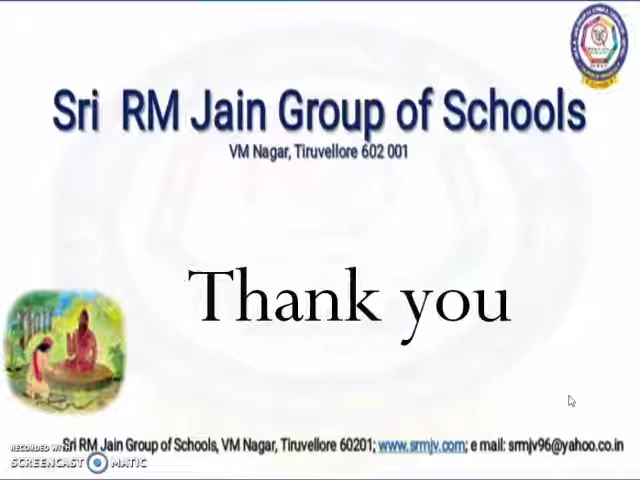 Sri RM Jain Group of Schools
VM Nagar, Tiruvellore 602 001
Thank you
Sri RM Jain Group of Schools, VM Nagar, Tiruvellore 60201; www.srmjv.com; e mail: srmjv96@yahoo.co.in
RECORDED WITH
SCREENCAST MATIC